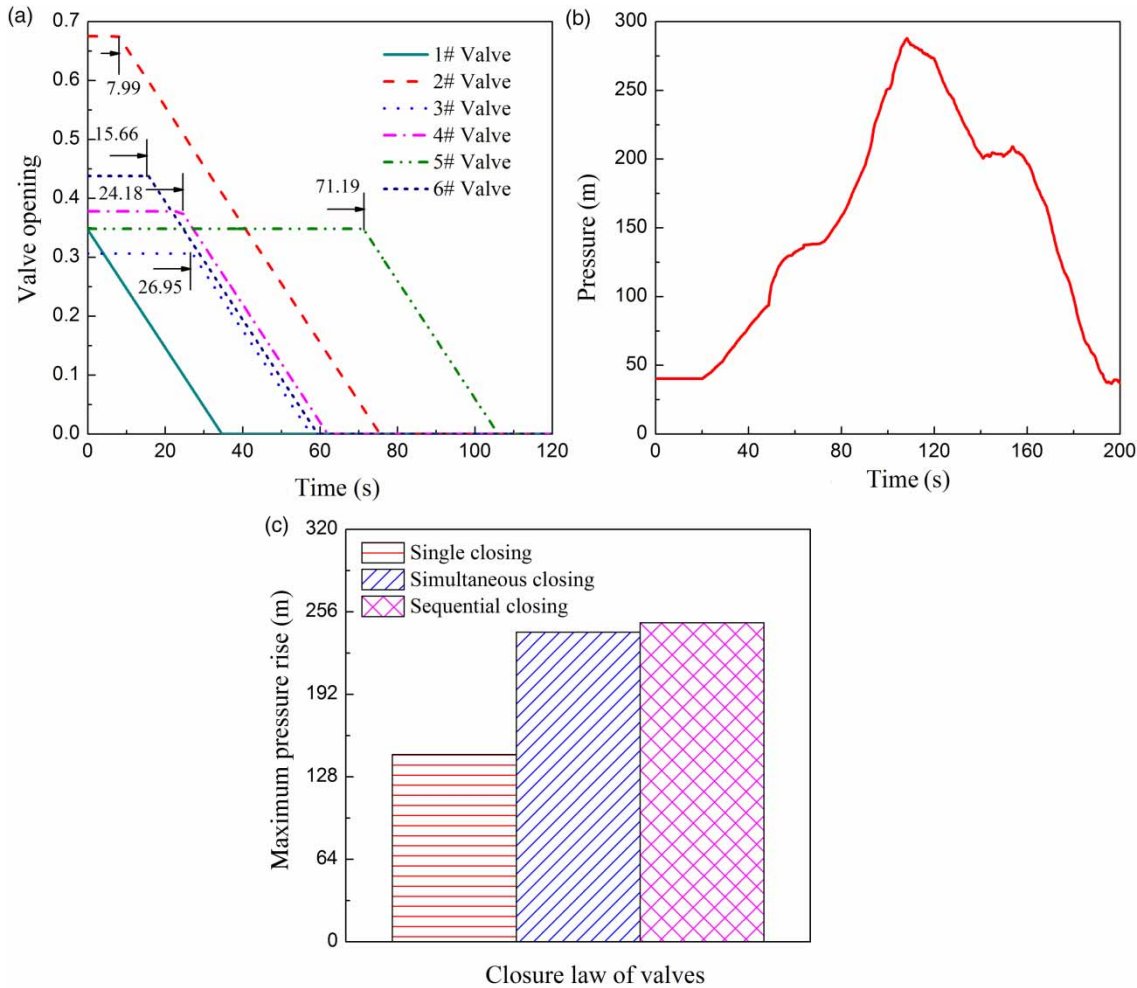 (a)
0.7
0.6
0.5
0.4
0.3
0.2
0.1
0.0
Valve opening
7.99
15.66
24.18
26.95
71.19
1# Valve
2# Valve
3# Valve
4# Valve
5# Valve
6# Valve
0 20 40 60 80 100 120
Time (s)
(b)
300
250
200
150
100
50
0
Pressure (m)
0 40 80 120 160 200
Time (s)
(c)
320
256
192
128
64
0
Maximum pressure rise (m)
Single closing
Simultaneous closing
Sequential closing
Closure law of valves